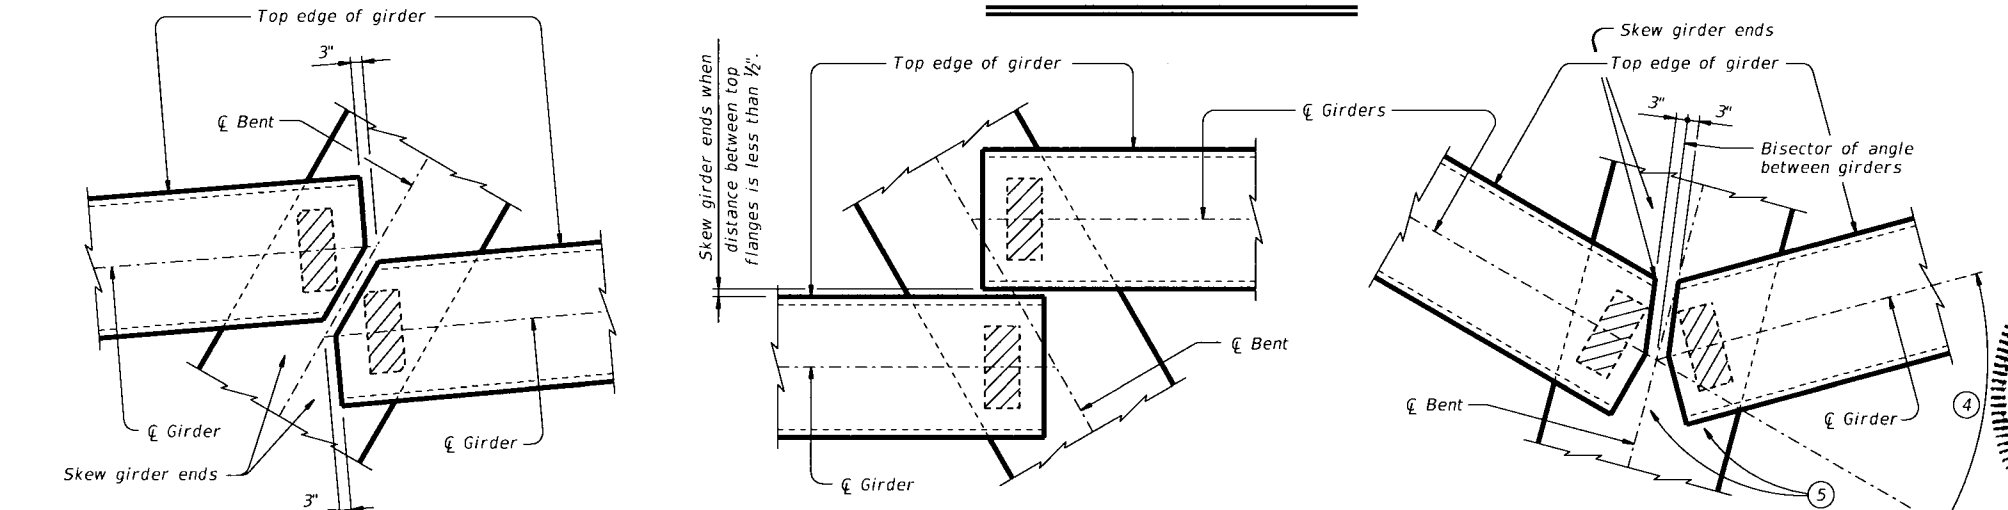 Top edge of girder
3"
℄ Bent
℄ Girder
℄ Girder
Skew girder ends
3"
Skew girder ends when
distance between top
flanges is less than ½".
Top edge of girder
℄ Girders
℄ Bent
℄ Girder
Skew girder ends
Top edge of girder
3"
3"
Bisector of angle
between girders
℄ Bent
℄ Girder
4
5